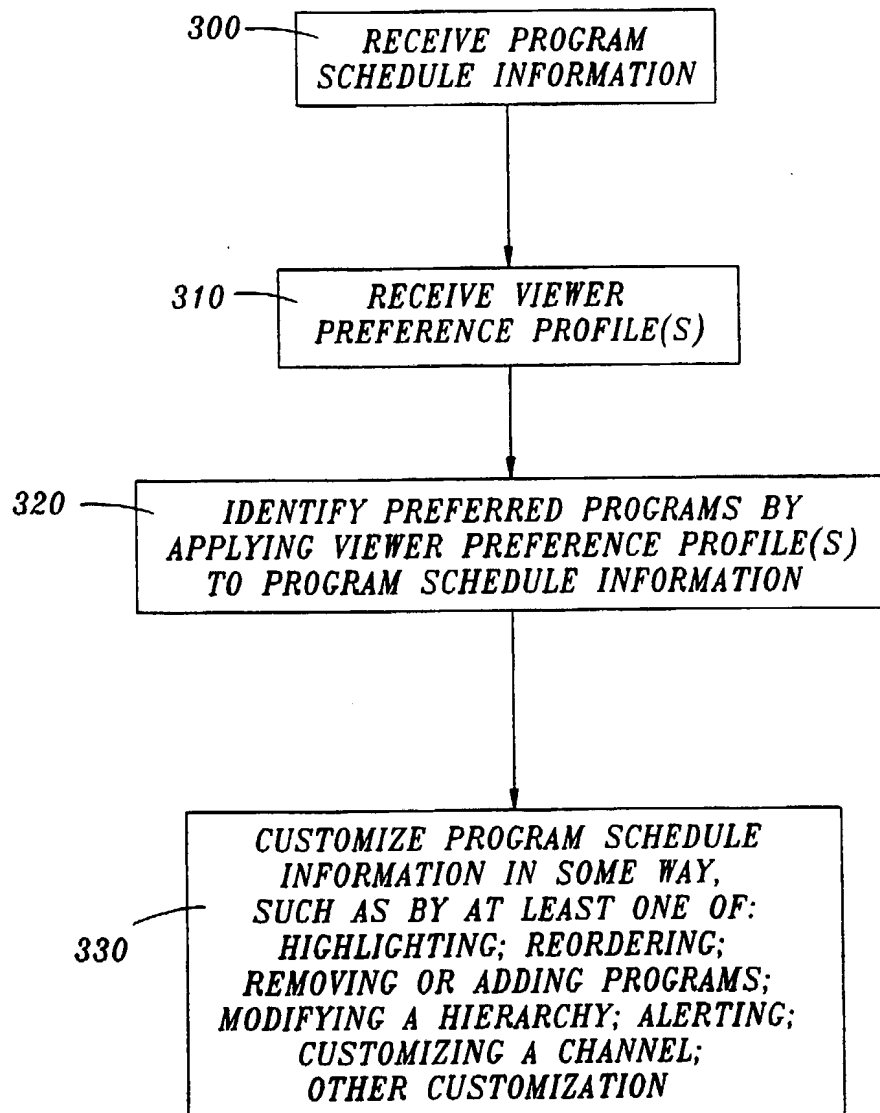 300
RECEIVE PROGRAM
SCHEDULE INFORMATION
310
RECEIVE VIEWER
PREFERENCE PROFILE(S)
320
IDENTIFY PREFERRED PROGRAMS BY
APPLYING VIEWER PREFERENCE PROFILE(S)
TO PROGRAM SCHEDULE INFORMATION
330
CUSTOMIZE PROGRAM SCHEDULE
INFORMATION IN SOME WAY,
SUCH AS BY AT LEAST ONE OF:
HIGHLIGHTING; REORDERING;
REMOVING OR ADDING PROGRAMS;
MODIFYING A HIERARCHY; ALERTING;
CUSTOMIZING A CHANNEL;
OTHER CUSTOMIZATION